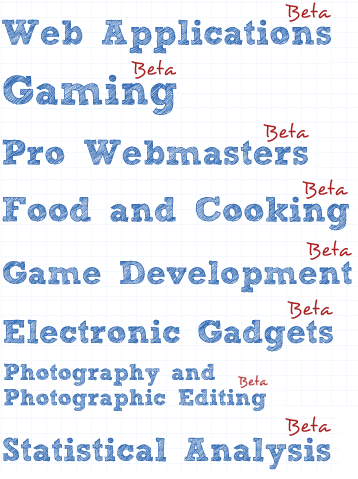 Beta
Web Applications
Beta
Gaming
Beta
Pro Webmasters
Beta
Food and Cooking
Beta
Game Development
Beta
Electronic Gadgets
Photography and
Beta
Photographic Editing
Beta
Statistical Analysis